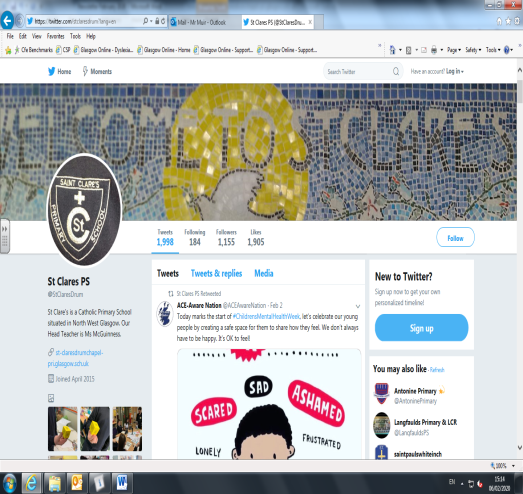 https://twitter.com/stclaresdrum?lang=en
Mail - Mr Muir - Outlook
St Clares PS (@StClaresDru...
File Edit View Favorites Tools Help
CfE Benchmarks CSP Glasgow Online - Dyslexia... Glasgow Online - Home Glasgow Online - Support... Glasgow Online - Support...
Page Safety Tools
Home Moments
Search Twitter
Have an account? Log in
WELCOME TO ST CLARE'S
SAINT CLARE'S
St C
PRIMARY SCHOOL
Tweets Following Followers Likes
1,998 184 1,155 1,905
Follow
St Clares PS
@StClaresDrum
St Clare's is a Catholic Primary School
situated in North West Glasgow. Our
Head Teacher is Ms McGuinness.
st-claresdrumchapel-
pri.glasgow.sch.uk
Joined April 2015
Tweets Tweets & replies Media
St Clares PS Retweeted
ACE-Aware Nation @ACEAwareNation · Feb 2
Today marks the start of #ChildrensMentalHealthWeek, let's celebrate our young
people by creating a safe space for them to share how they feel. We don't always
have to be happy. It's OK to feel!
SCARED
SAD
ASHAMED
LONELY
FRUSTRATED
New to Twitter?
Sign up now to get your own
personalized timeline!
Sign up
You may also like · Refresh
Antonine Primary
@AntoninePrimary
Langfaulds Primary & LCR
@LangfauldsPS
saintpaulswhiteinch
100%
EN
15:14
06/02/2020